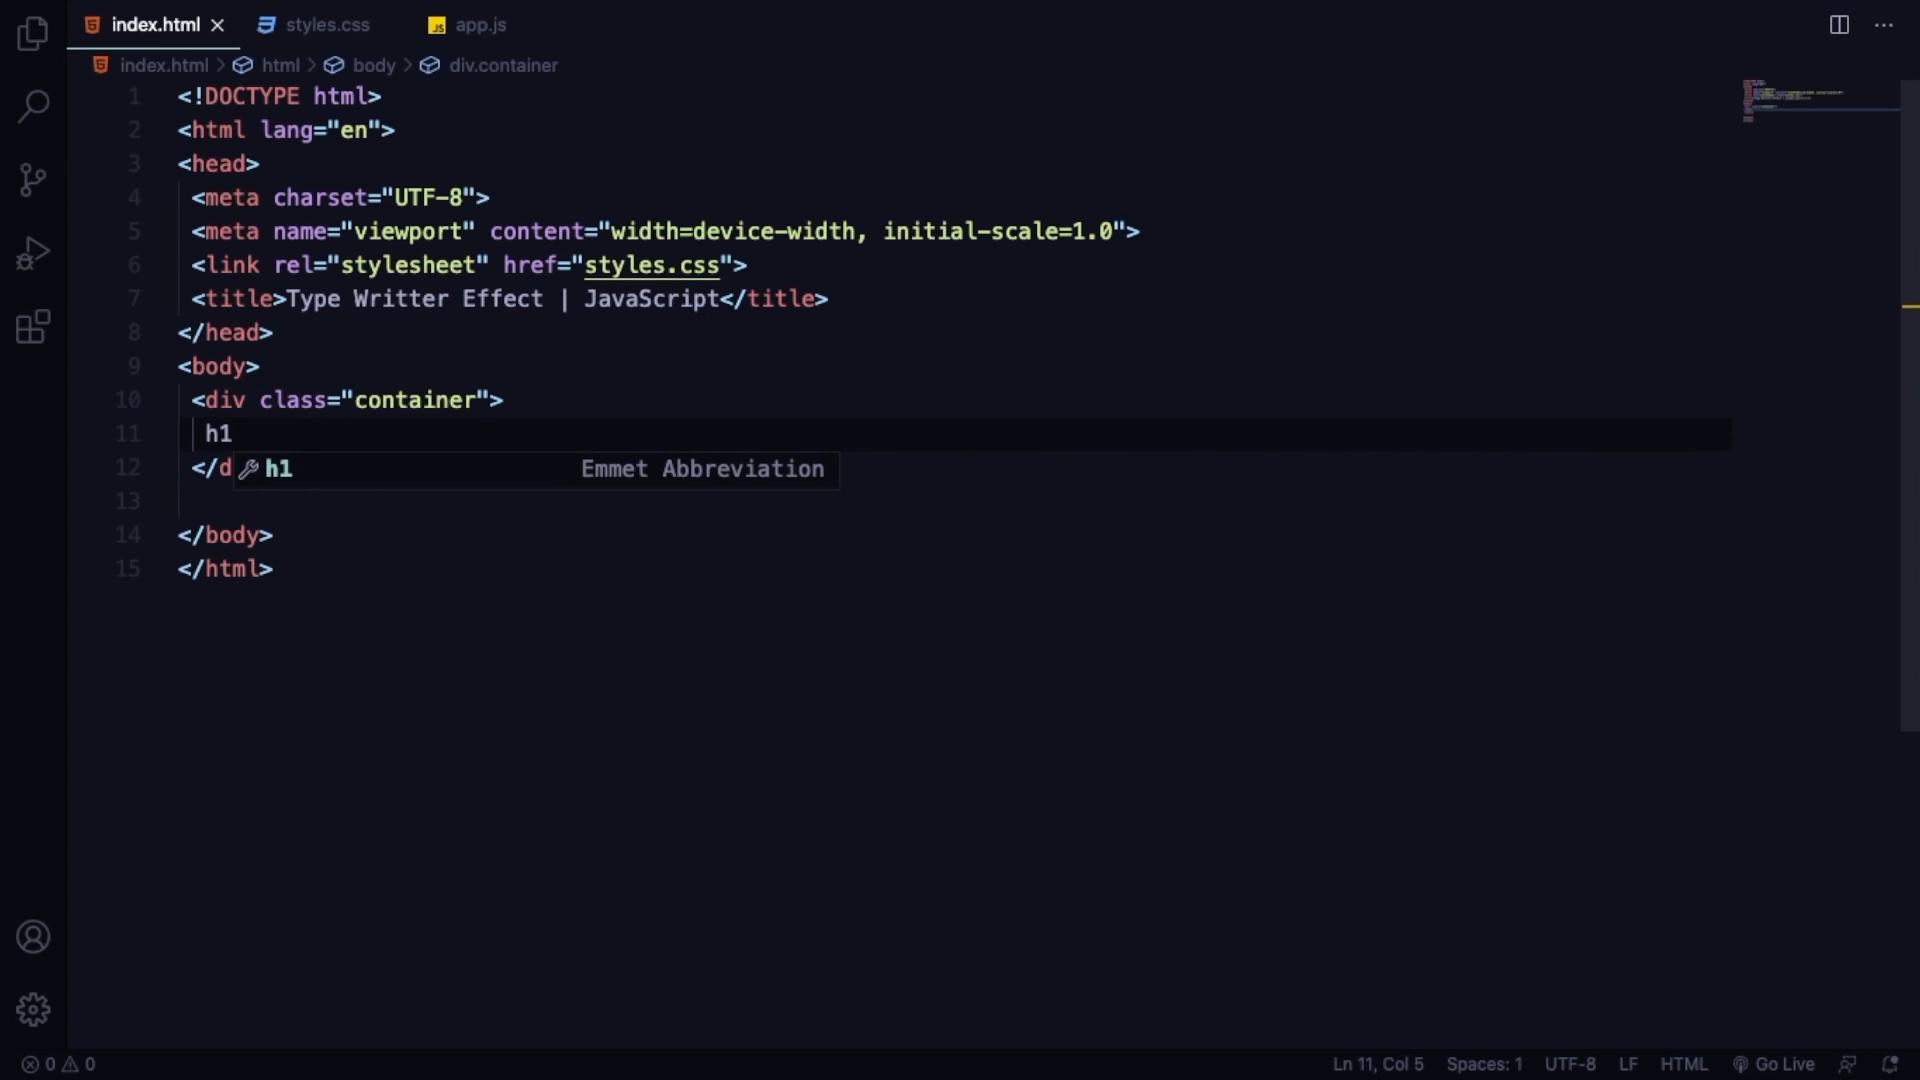 index.html styles.css JS app.js
index.html > html > body > div.container
1 <!DOCTYPE html>
2 <html lang="en">
3 <head>
4 <meta charset="UTF-8">
5 <meta name="viewport" content="width=device-width, initial-scale=1.0">
6 <link rel="stylesheet" href="styles.css">
7 <title>Type Writter Effect | JavaScript</title>
8 </head>
9 <body>
10 <div class="container">
11 h1
12 </d h1 Emmet Abbreviation
13
14 </body>
15 </html>
0 0 Ln 11, Col 5 Spaces: 1 UTF-8 LF HTML Go Live